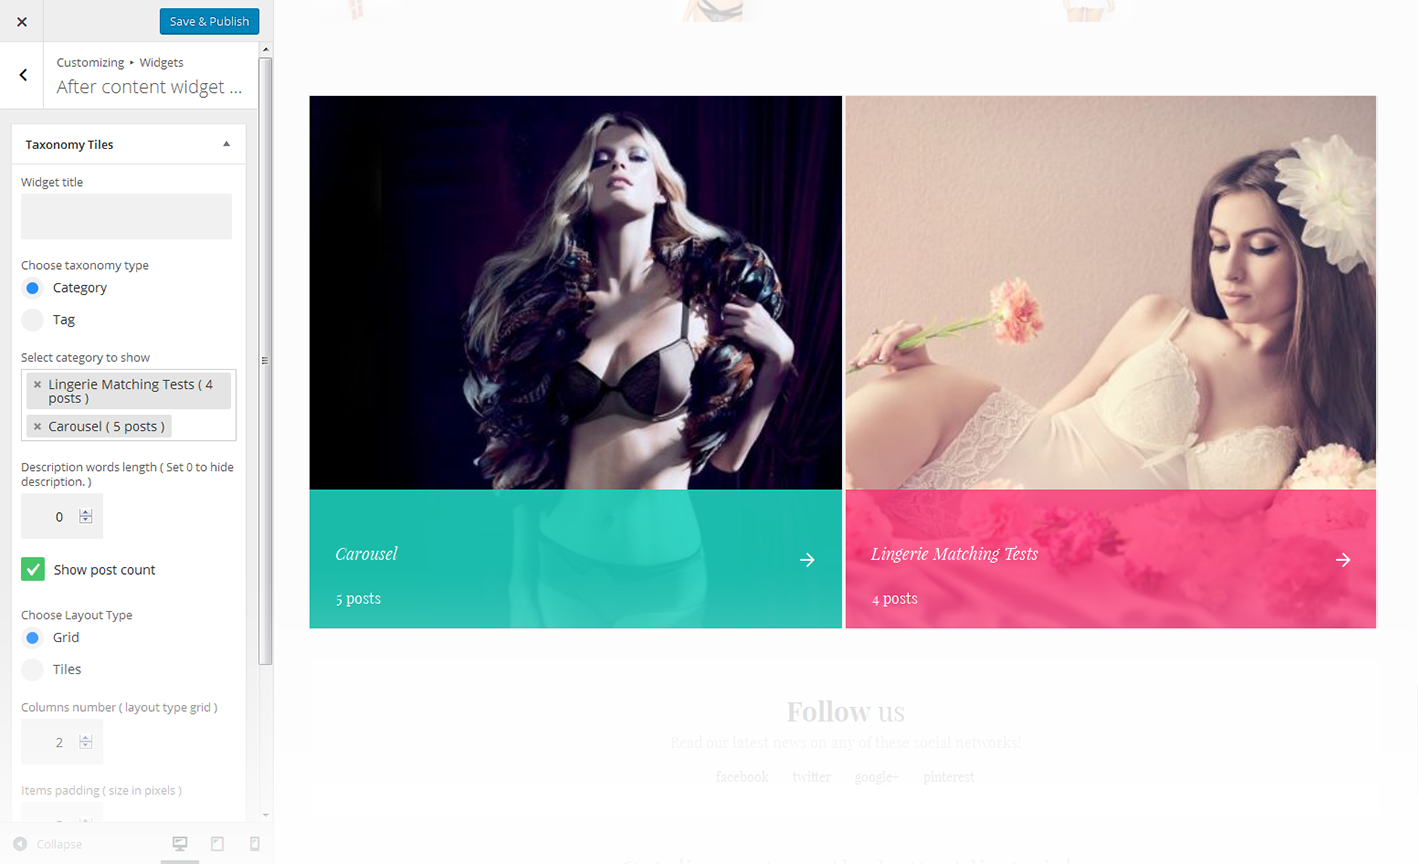 Save & Publish
Customizing ▸ Widgets
After content widget ...
Taxonomy Tiles
Widget title
Choose taxonomy type
Category
Tag
Select category to show
× Lingerie Matching Tests ( 4
posts )
× Carousel ( 5 posts )
Description words length ( Set 0 to hide
description. )
0
Show post count
Choose Layout Type
Grid
Tiles
Columns number ( layout type grid )
2
Items padding ( size in pixels )
Collapse
Carousel
5 posts
Lingerie Matching Tests
4 posts
Follow us
Read our latest news on any of these social networks!
facebook twitter google+ pinterest